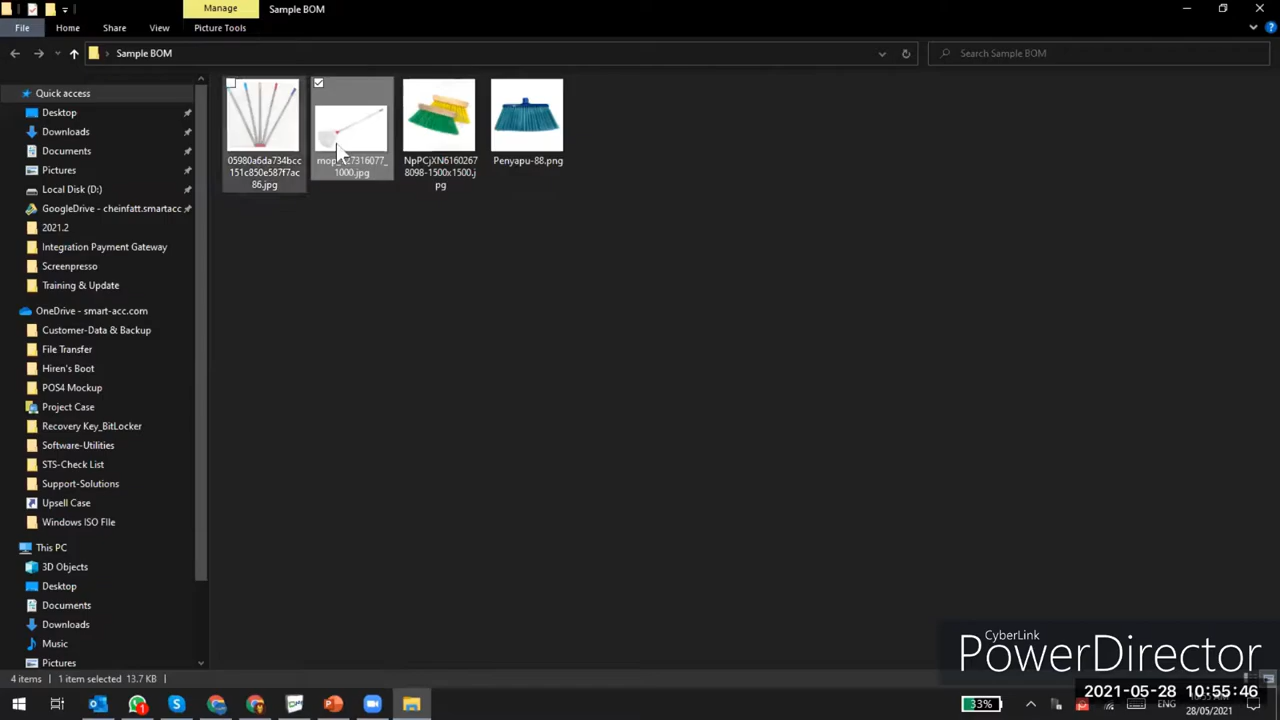 Manage
Sample BOM
File
Home
Share
View
Picture Tools
Sample BOM
Search Sample BOM
Quick access
Desktop
Downloads
Documents
Pictures
Local Disk (D:)
GoogleDrive - cheinfatt.smartacc
2021.2
Integration Payment Gateway
Screenpresso
Training & Update
OneDrive - smart-acc.com
Customer-Data & Backup
File Transfer
Hiren's Boot
POS4 Mockup
Project Case
Recovery Key_BitLocker
Software-Utilities
STS-Check List
Support-Solutions
Upsell Case
Windows ISO FIle
This PC
3D Objects
Desktop
Documents
Downloads
Music
Pictures
05980a6da734bcc
151c850e587f7ac
86.jpg
1000.jpg
NpPCjXN6160267
8098-1500x1500.j
pg
Penyapu-88.png
4 items
1 item selected 13.7 KB
CyberLink
PowerDirector
2021-05-28 10:55:46
33%
ENG
28/05/2021